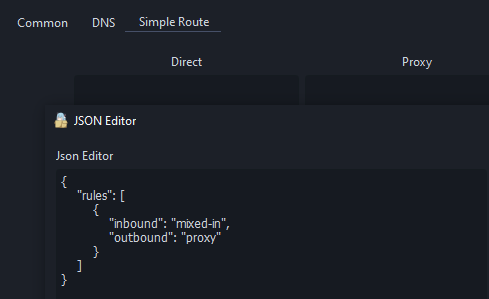 Common DNS Simple Route
Direct Proxy
JSON Editor
Json Editor
{
    "rules": [
        {
            "inbound": "mixed-in",
            "outbound": "proxy"
        }
    ]
}